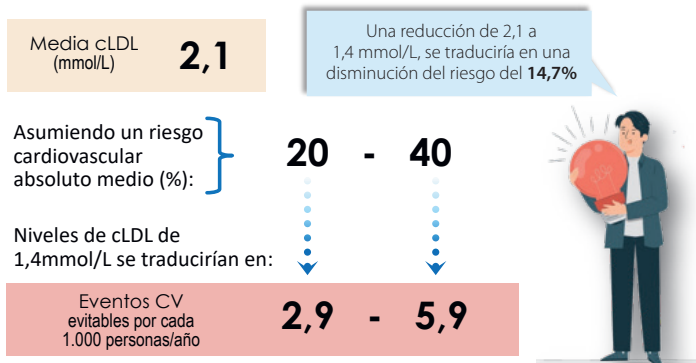 Media cLDL
(mmol/L)
2,1
Una reducción de 2,1 a
1,4 mmol/L, se traduciría en una
disminución del riesgo del 14,7%
Asumiendo un riesgo
cardiovascular
absoluto medio (%):
20 - 40
Niveles de cLDL de
1,4mmol/L se traducirían en:
Eventos CV
evitables por cada
1.000 personas/año
2,9 - 5,9